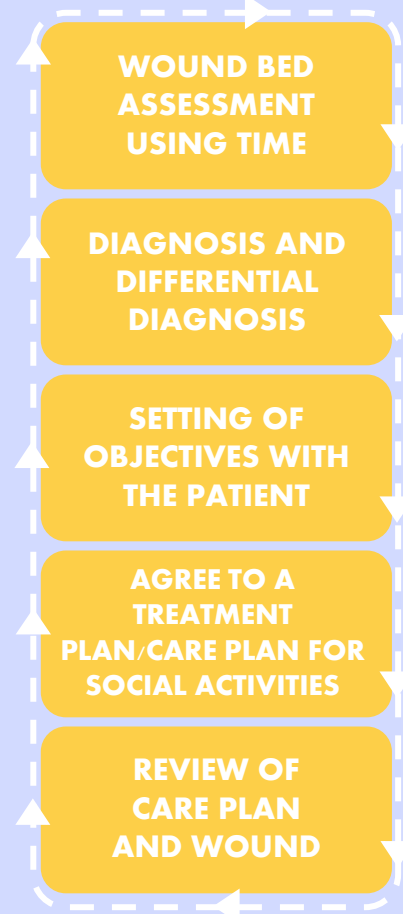 WOUND BED
ASSESSMENT
USING TIME
DIAGNOSIS AND
DIFFERENTIAL
DIAGNOSIS
SETTING OF
OBJECTIVES WITH
THE PATIENT
AGREE TO A
TREATMENT
PLAN/CARE PLAN FOR
SOCIAL ACTIVITIES
REVIEW OF
CARE PLAN
AND WOUND